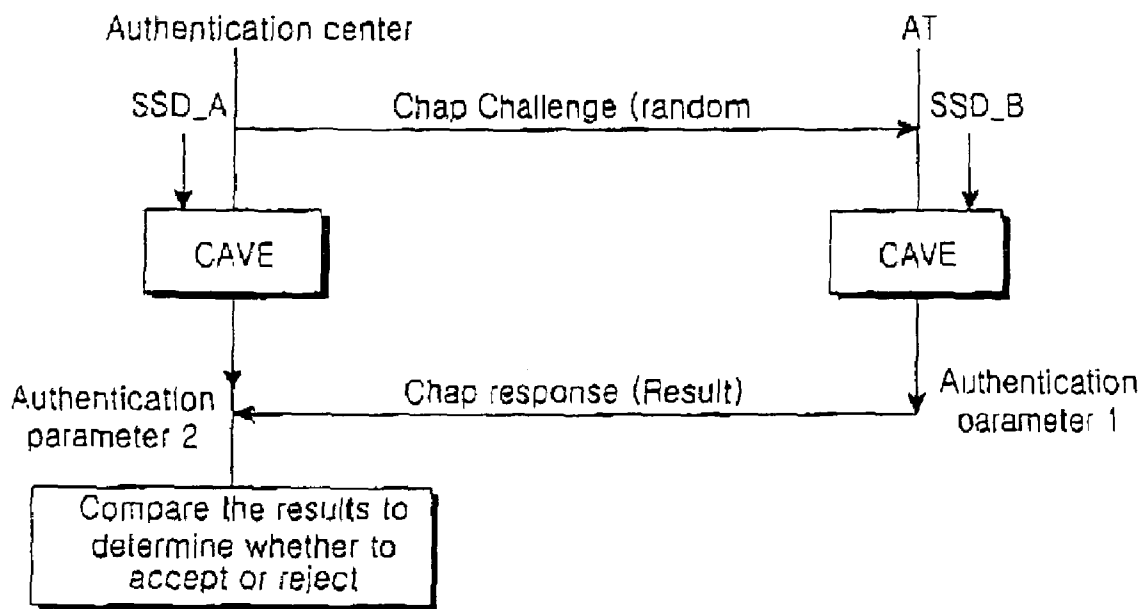 Authentication center
AT
SSD_A
Chap Challenge (random
SSD_B
CAVE
CAVE
Authentication
parameter 2
Chap response (Result)
Authentication
parameter 1
Compare the results to
determine whether to
accept or reject